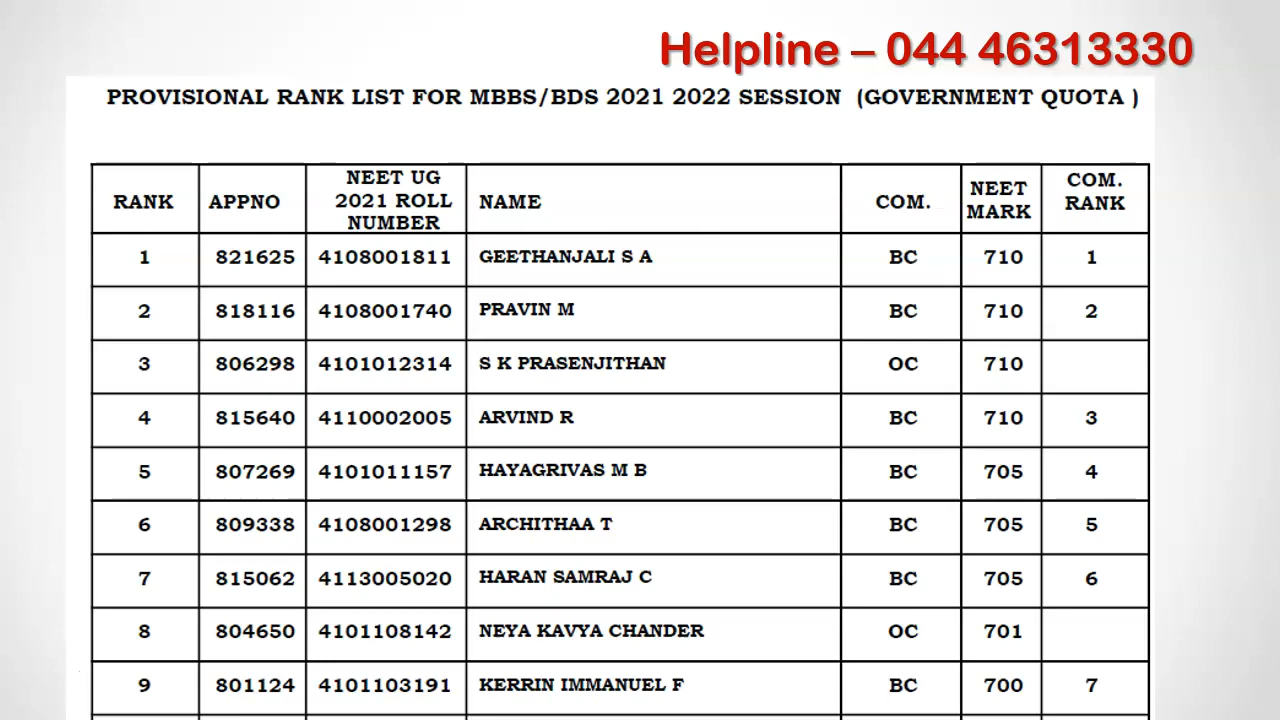 Helpline – 044 46313330
PROVISIONAL RANK LIST FOR MBBS/BDS 2021 2022 SESSION (GOVERNMENT QUOTA )
RANK APPNO NEET UG 2021 ROLL NUMBER NAME COM. NEET MARK COM. RANK
1 821625 4108001811 GEETHANJALI S A BC 710 1
2 818116 4108001740 PRAVIN M BC 710 2
3 806298 4101012314 S K PRASENJITHAN OC 710
4 815640 4110002005 ARVIND R BC 710 3
5 807269 4101011157 HAYAGRIVAS M B BC 705 4
6 809338 4108001298 ARCHITHAA T BC 705 5
7 815062 4113005020 HARAN SAMRAJ C BC 705 6
8 804650 4101108142 NEYA KAVYA CHANDER OC 701
9 801124 4101103191 KERRIN IMMANUEL F BC 700 7